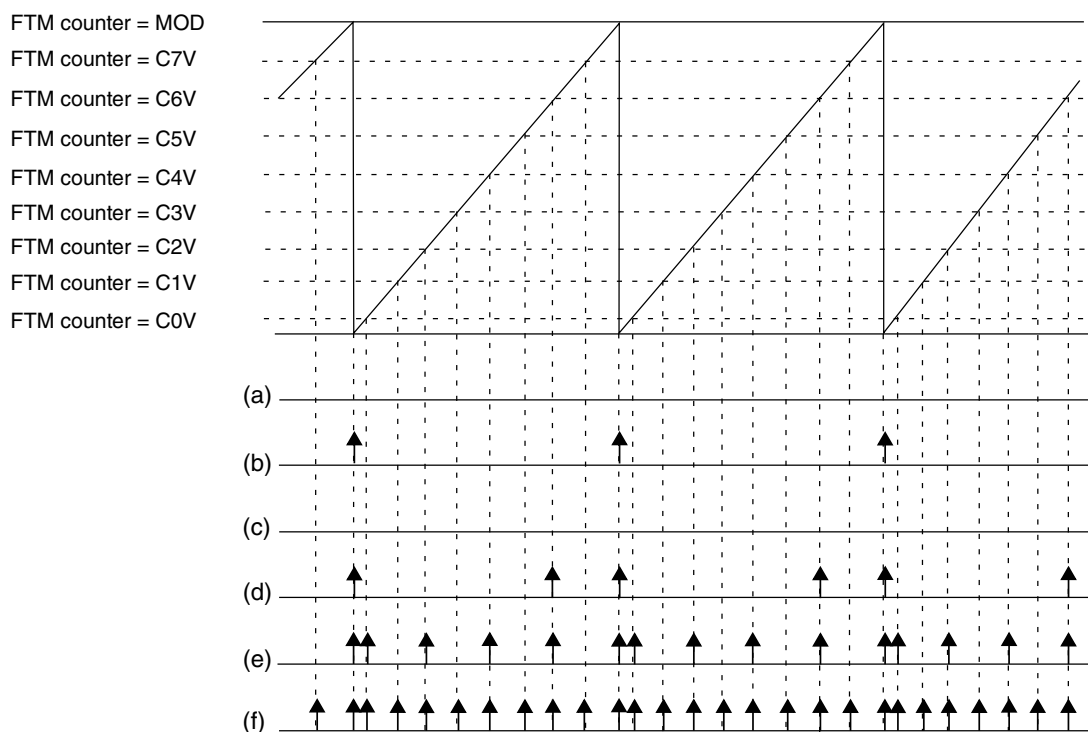 FTM counter = MOD
FTM counter = C7V
FTM counter = C6V
FTM counter = C5V
FTM counter = C4V
FTM counter = C3V
FTM counter = C2V
FTM counter = C1V
FTM counter = C0V
(a)
(b)
(c)
(d)
(e)
(f)